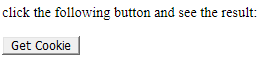 click the following button and see the result:
Get Cookie